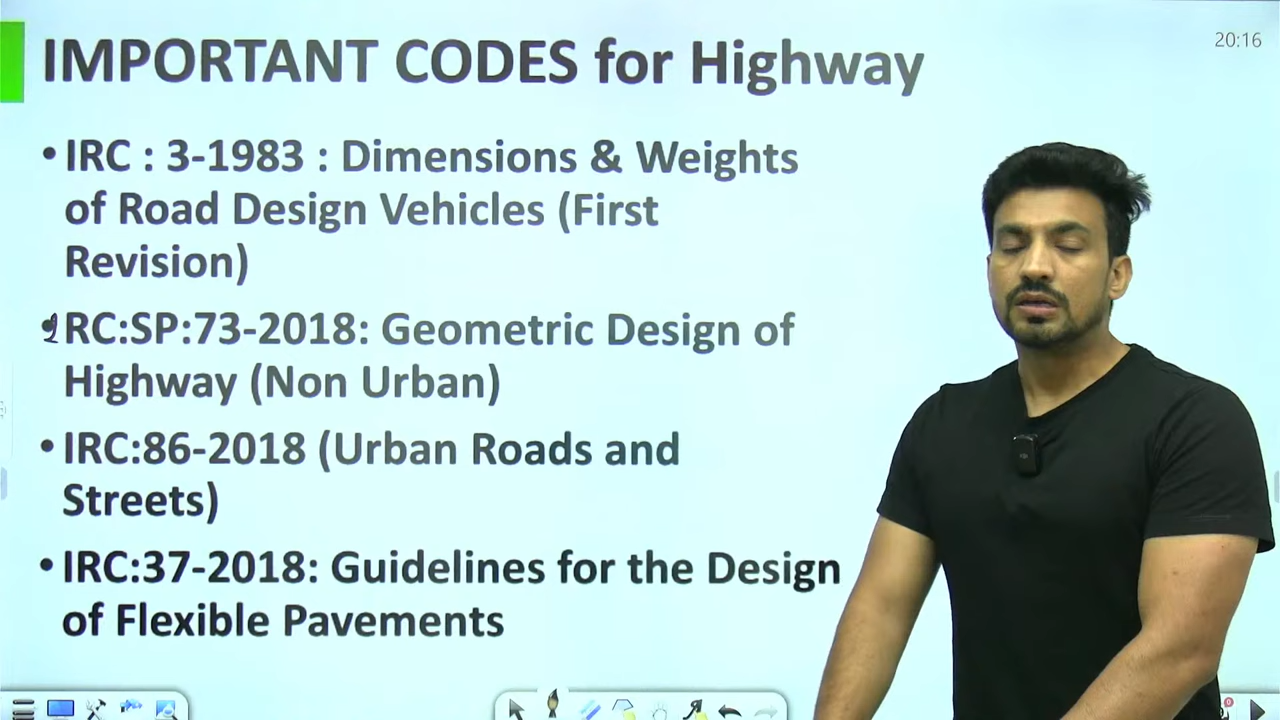 IMPORTANT CODES for Highway
20:16
• IRC : 3-1983 : Dimensions & Weights
of Road Design Vehicles (First
Revision)
RC:SP:73-2018: Geometric Design of
Highway (Non Urban)
• IRC:86-2018 (Urban Roads and
Streets)
• IRC:37-2018: Guidelines for the Design
of Flexible Pavements